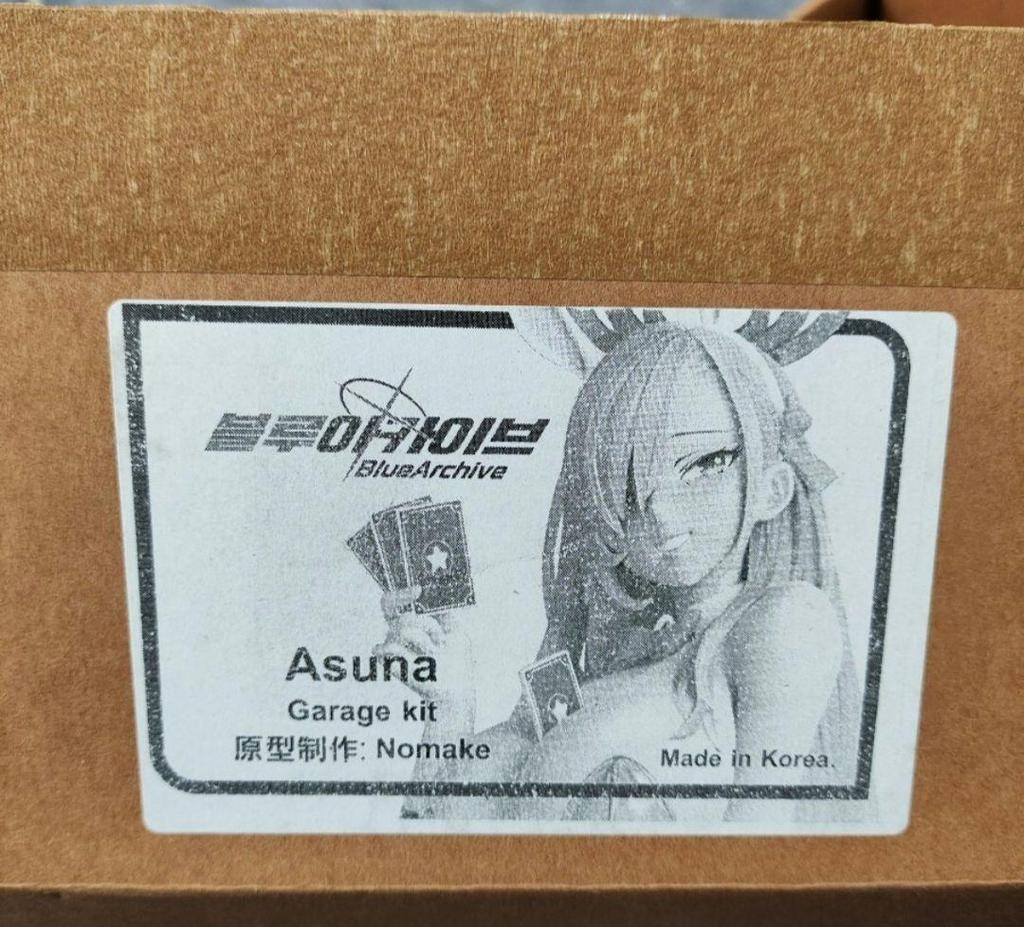 블루 아카이브
BlueArchive
Asuna
Garage kit
原型制作: Nomake
Made in Korea.